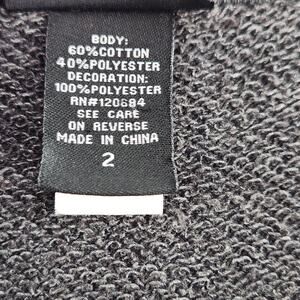 BODY:
60%COTTON
40%POLYESTER
DECORATION:
100%POLYESTER
RN#120684
SEE CARE
ON REVERSE
MADE IN CHINA
2